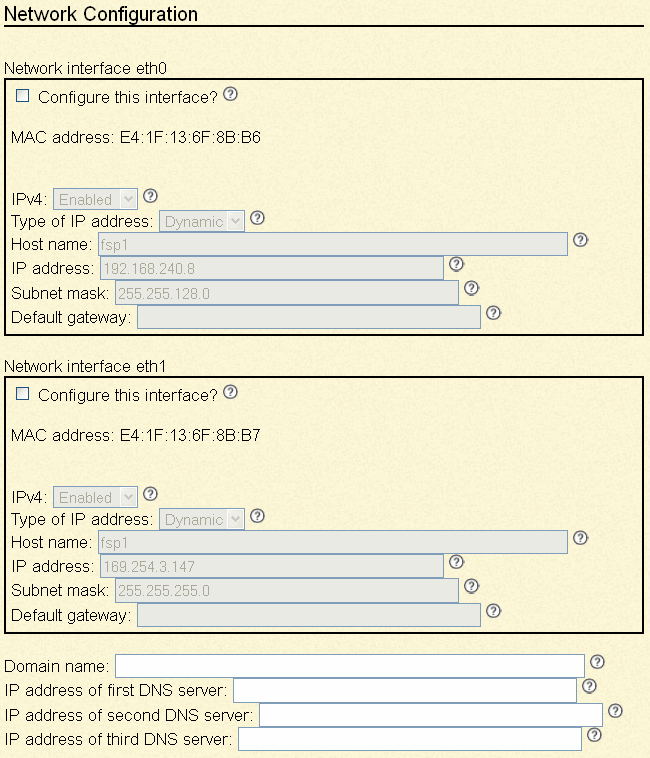 Network Configuration
Network interface eth0
Configure this interface? ?
MAC address: E4:1F:13:6F:8B:B6
IPv4: Enabled ?
Type of IP address: Dynamic ?
Host name: fsp1 ?
IP address: 192.168.240.8 ?
Subnet mask: 255.255.128.0 ?
Default gateway: ?
Network interface eth1
Configure this interface? ?
MAC address: E4:1F:13:6F:8B:B7
IPv4: Enabled ?
Type of IP address: Dynamic ?
Host name: fsp1 ?
IP address: 169.254.3.147 ?
Subnet mask: 255.255.255.0 ?
Default gateway: ?
Domain name: ?
IP address of first DNS server: ?
IP address of second DNS server: ?
IP address of third DNS server: ?